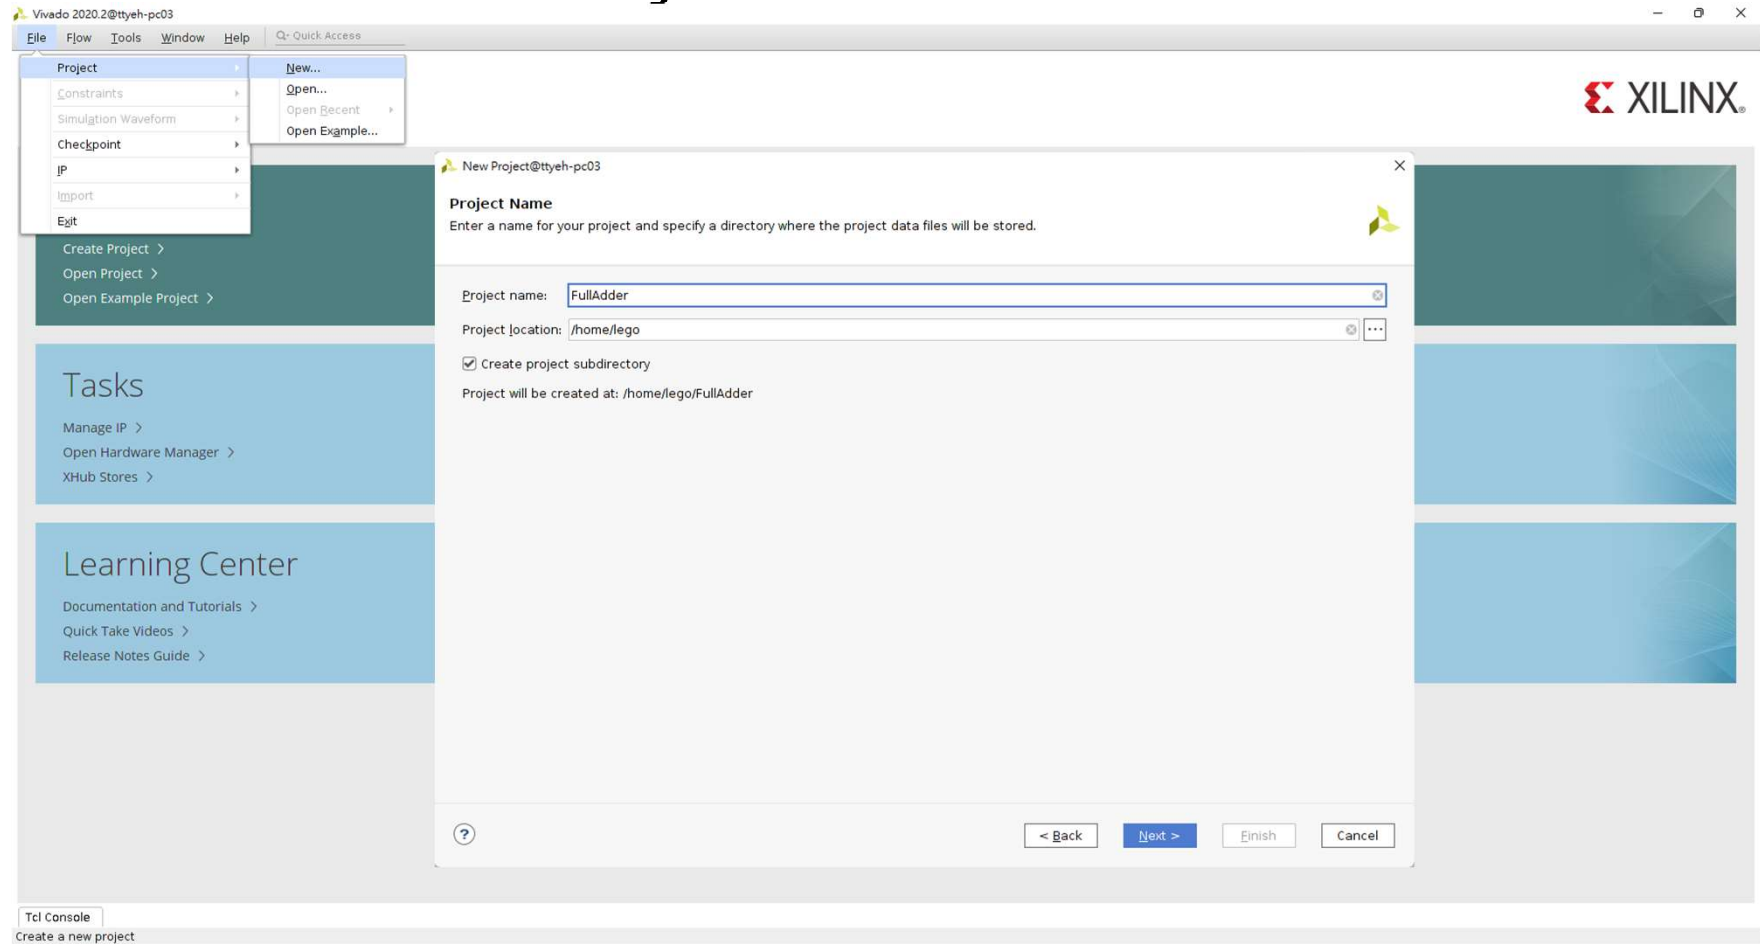 Vivado 2020.2@ttyeh-pc03
File Flow Tools Window Help Quick Access
Project
Constraints
Simulation Waveform
Checkpoint
IP
Import
Exit
New...
Open...
Open Recent
Open Example...
XILINX
Create Project >
Open Project >
Open Example Project >
Tasks
Manage IP >
Open Hardware Manager >
XHub Stores >
Learning Center
Documentation and Tutorials >
Quick Take Videos >
Release Notes Guide >
New Project@ttyeh-pc03
Project Name
Enter a name for your project and specify a directory where the project data files will be stored.
Project name: FullAdder
Project location: /home/lego ...
Create project subdirectory
Project will be created at: /home/lego/FullAdder
? < Back Next > Finish Cancel
Tcl Console
Create a new project